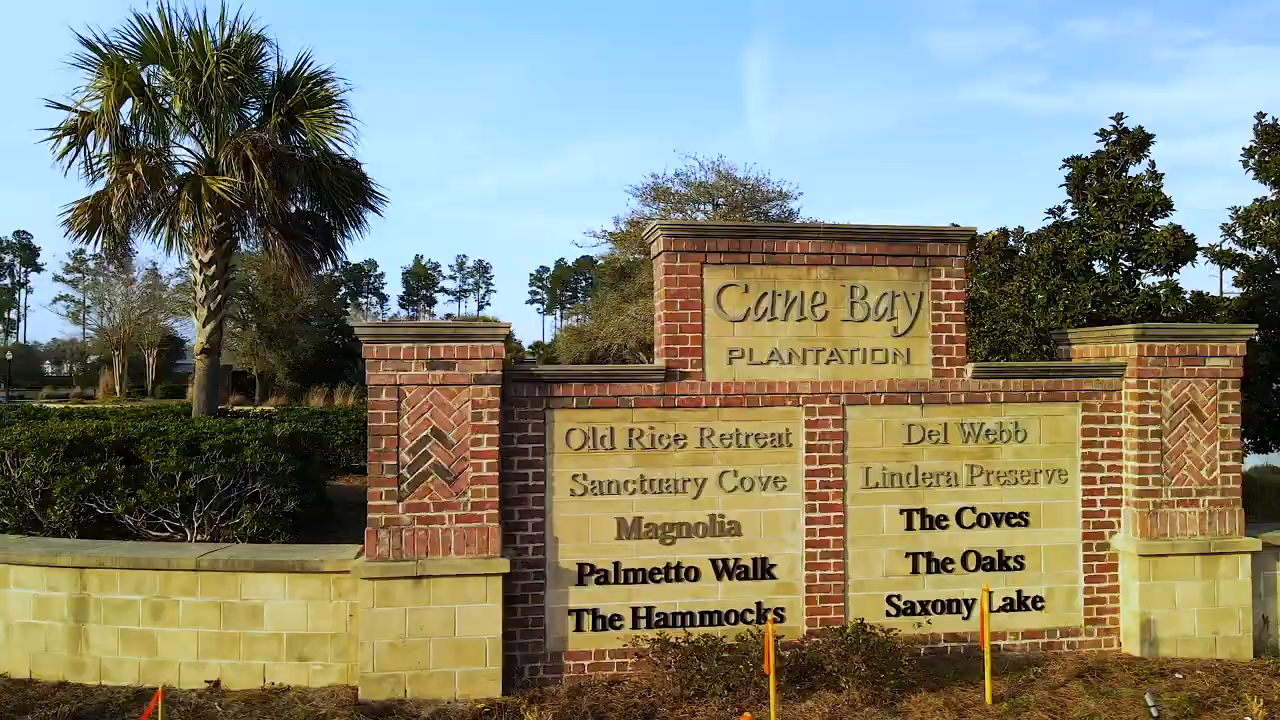 Cane Bay
PLANTATION
Old Rice Retreat
Sanctuary Cove
Magnolia
Palmetto Walk
The Hammocks
Del Webb
Lindera Preserve
The Coves
The Oaks
Saxony Lake